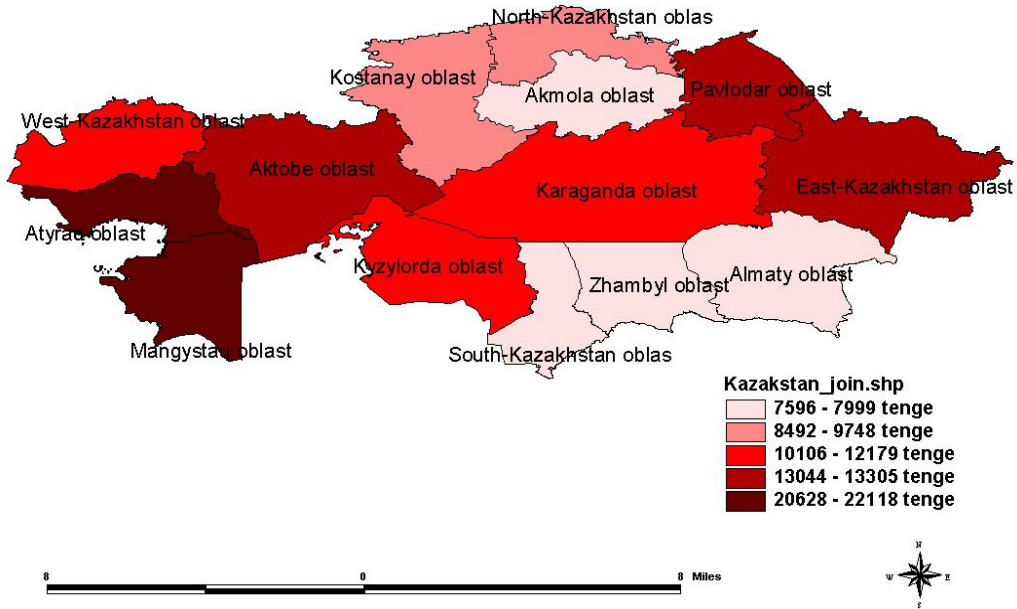 North-Kazakhstan oblas
Kostanay oblast
Akmola oblast
Pavlodar oblast
West-Kazakhstan oblast
Aktobe oblast
Karaganda oblast
East-Kazakhstan oblast
Atyrau oblast
Kyzylorda oblast
Zhambyl oblast
Almaty oblast
Mangystau oblast
South-Kazakhstan oblas
Kazakstan_join.shp
7596 - 7999 tenge
8492 - 9748 tenge
10106 - 12179 tenge
13044 - 13305 tenge
20628 - 22118 tenge
8 0 8 Miles
N
W E
S